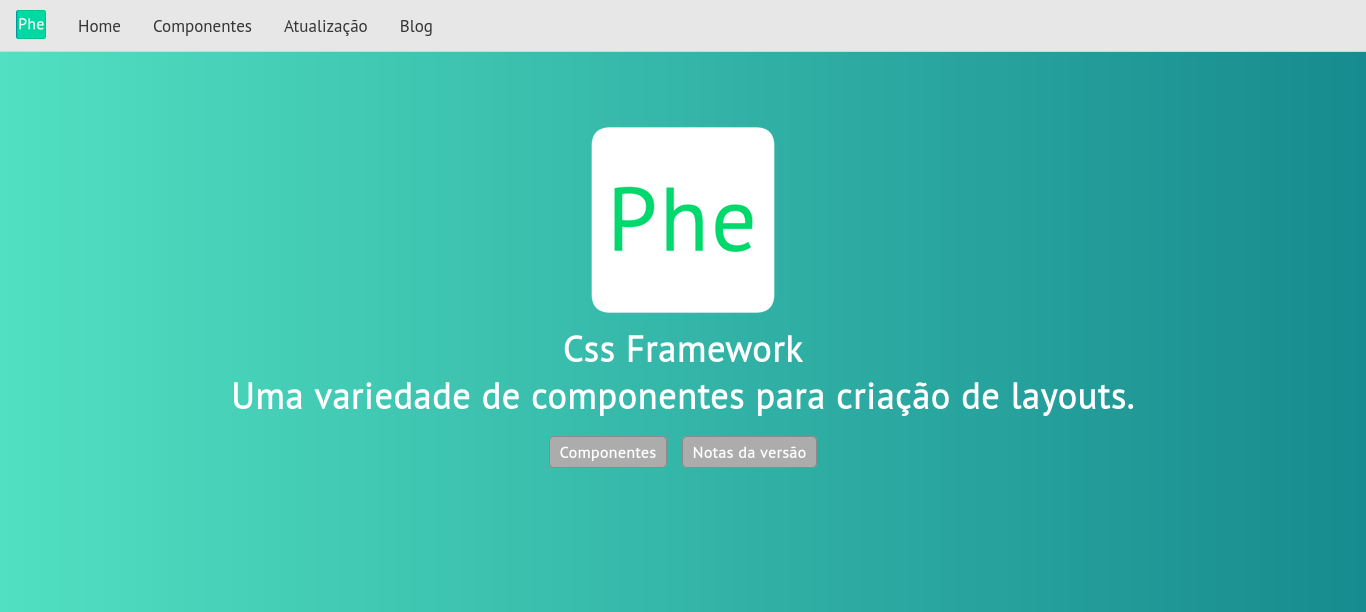 Phe Home Componentes Atualização Blog
Phe
Css Framework
Uma variedade de componentes para criação de layouts.
Componentes Notas da versão